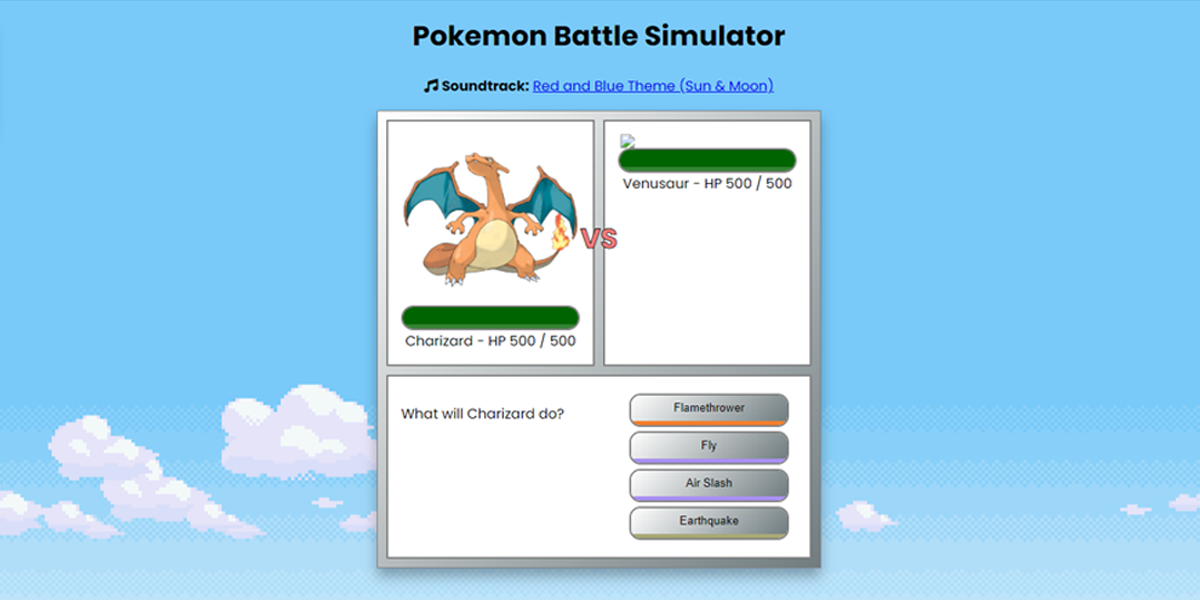 Pokemon Battle Simulator
Soundtrack: Red and Blue Theme (Sun & Moon)
Venusaur - HP 500 / 500
VS
Charizard - HP 500 / 500
What will Charizard do?
Flamethrower
Fly
Air Slash
Earthquake